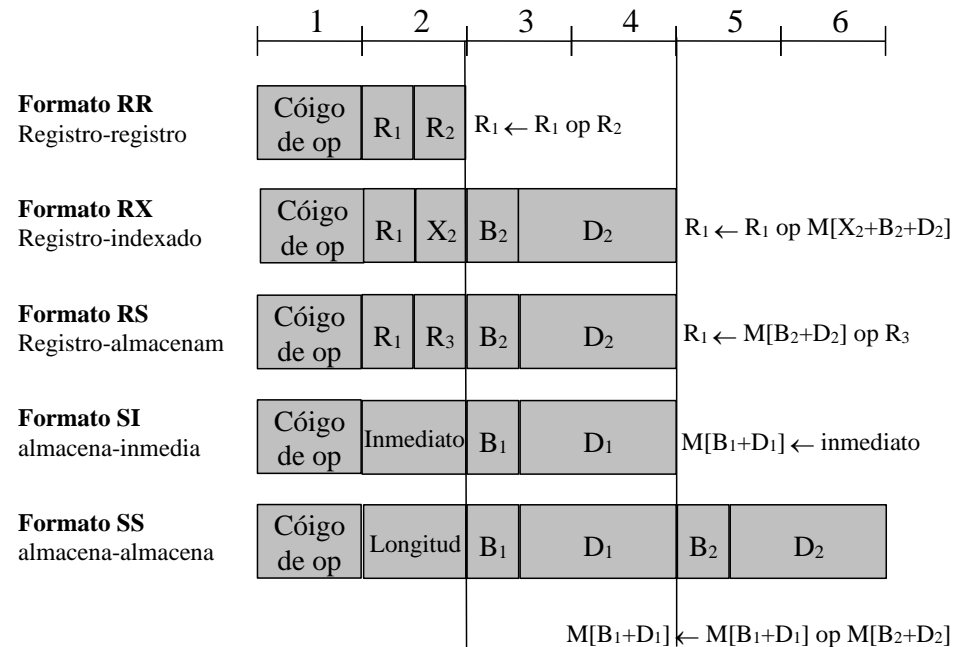 1 2 3 4 5 6
Formato RR
Registro-registro
Cóigo
de op
R1 R2
R1 ← R1 op R2
Formato RX
Registro-indexado
Cóigo
de op
R1 X2 B2 D2
R1 ← R1 op M[X2+B2+D2]
Formato RS
Registro-almacenam
Cóigo
de op
R1 R3 B2 D2
R1 ← M[B2+D2] op R3
Formato SI
almacena-inmedia
Cóigo
de op
Inmediato B1 D1
M[B1+D1] ← inmediato
Formato SS
almacena-almacena
Cóigo
de op
Longitud B1 D1 B2 D2
M[B1+D1] ← M[B1+D1] op M[B2+D2]